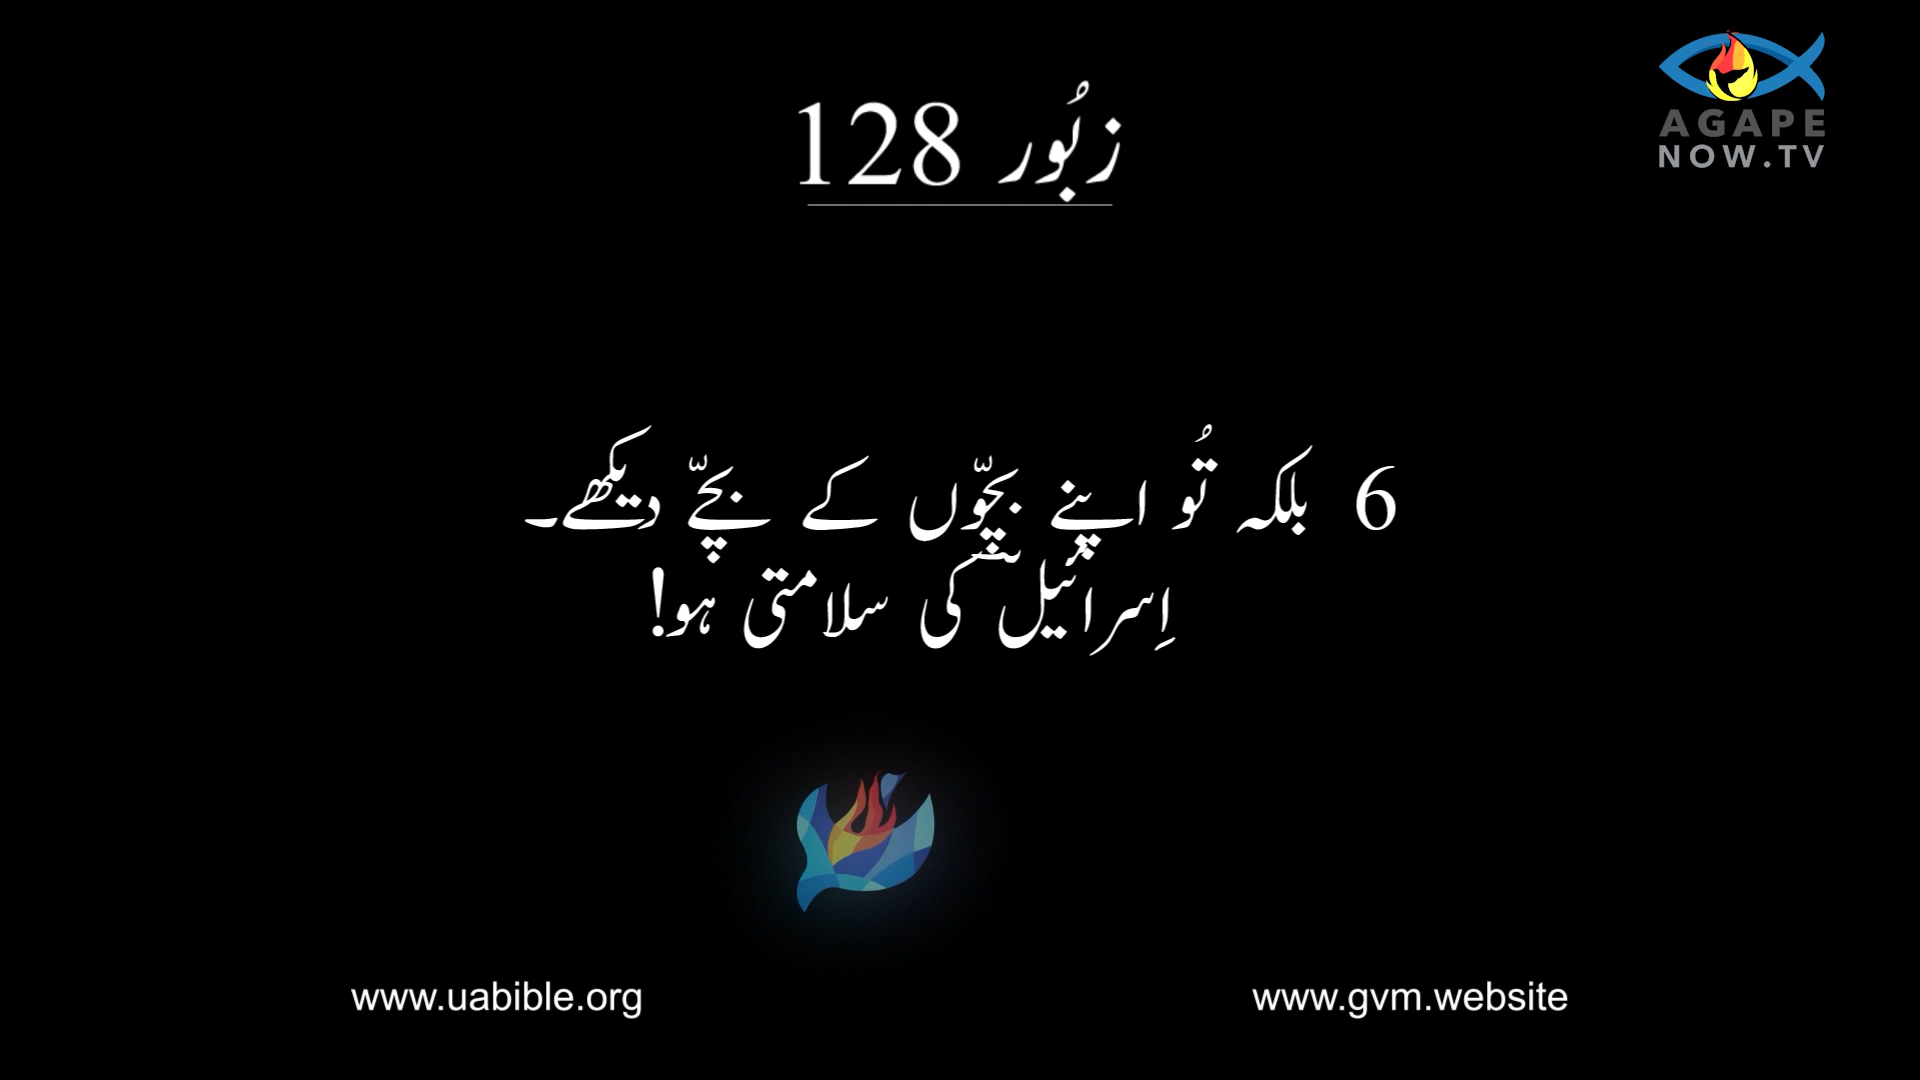 زبُور 128
AGAPE
NOW.TV
6 بلکہ تُو اپنے بچّوں کے بچّے دیکھے۔
اِسرائیل کی سلامتی ہو!
www.uabible.org
www.gvm.website